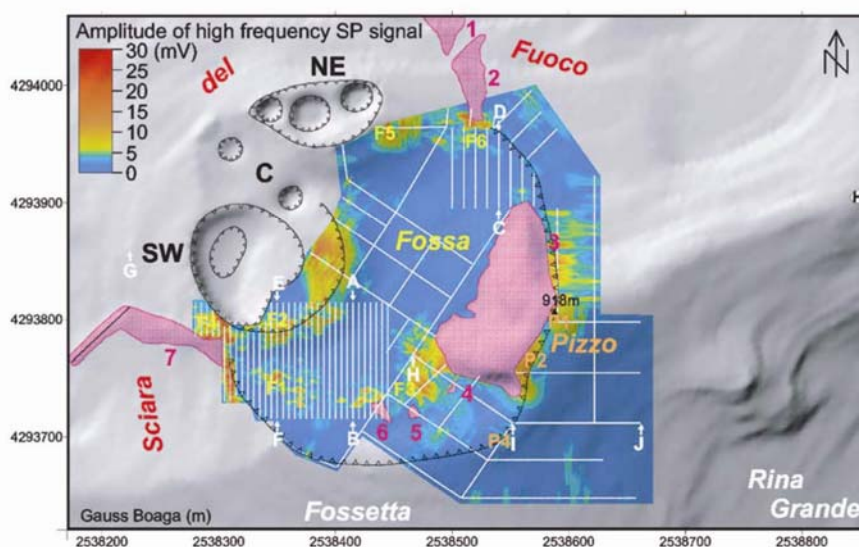 Amplitude of high frequency SP signal
30 (mV)
25
20
15
10
5
0
NE
del
Fuoco
1
2
N
D
F5
F6
C
C
SW
Fossa
3
G
E
A
918m
F2
Pizzo
P2
H
4
7
6
5
F
B
P4
I
J
Sciara
Rina
Grande
Fossetta
Gauss Boaga (m)
4294000
4293900
4293800
4293700
2538200
2538300
2538400
2538500
2538600
2538700
2538800